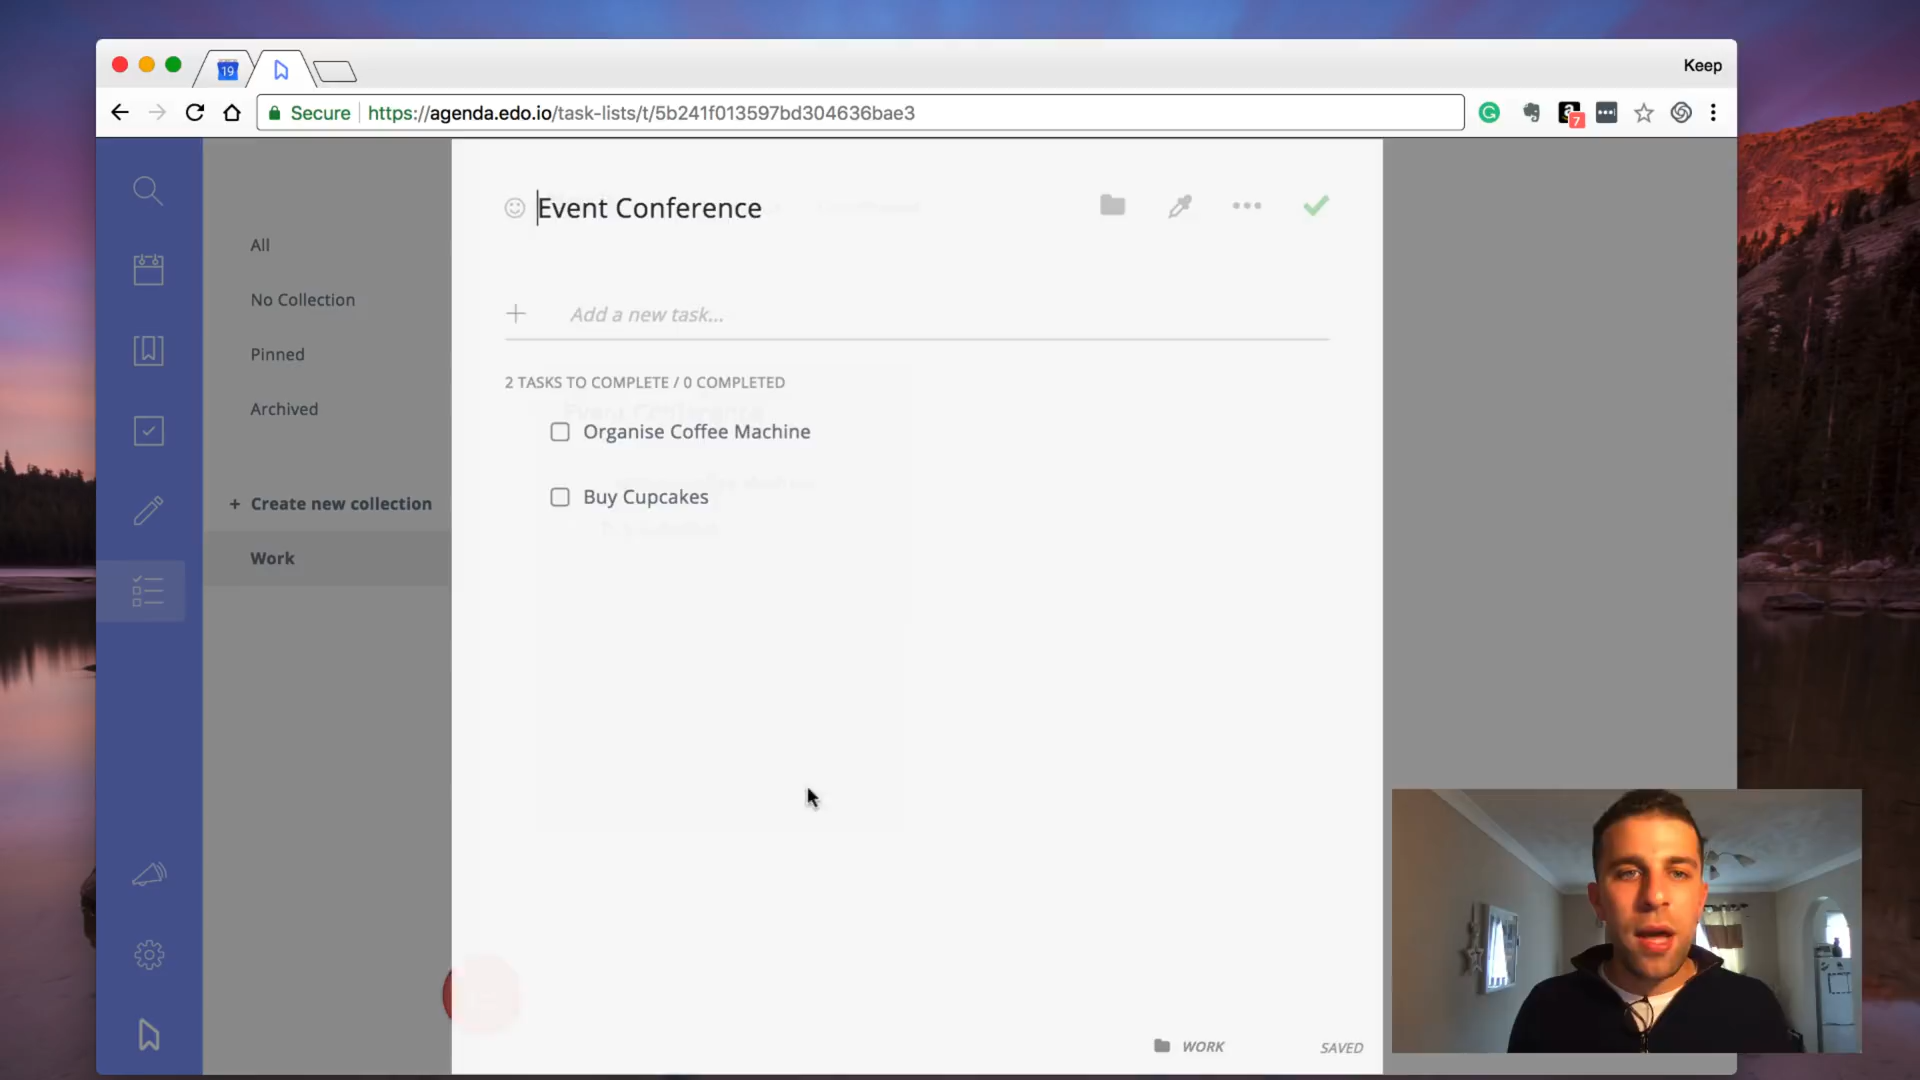 19
Keep
Secure
https://agenda.edo.io/task-lists/t/5b241f013597bd304636bae3
7
Event Conference
All
No Collection
Add a new task...
Pinned
2 TASKS TO COMPLETE / 0 COMPLETED
Archived
Organise Coffee Machine
Buy Cupcakes
+ Create new collection
Work
WORK
SAVED